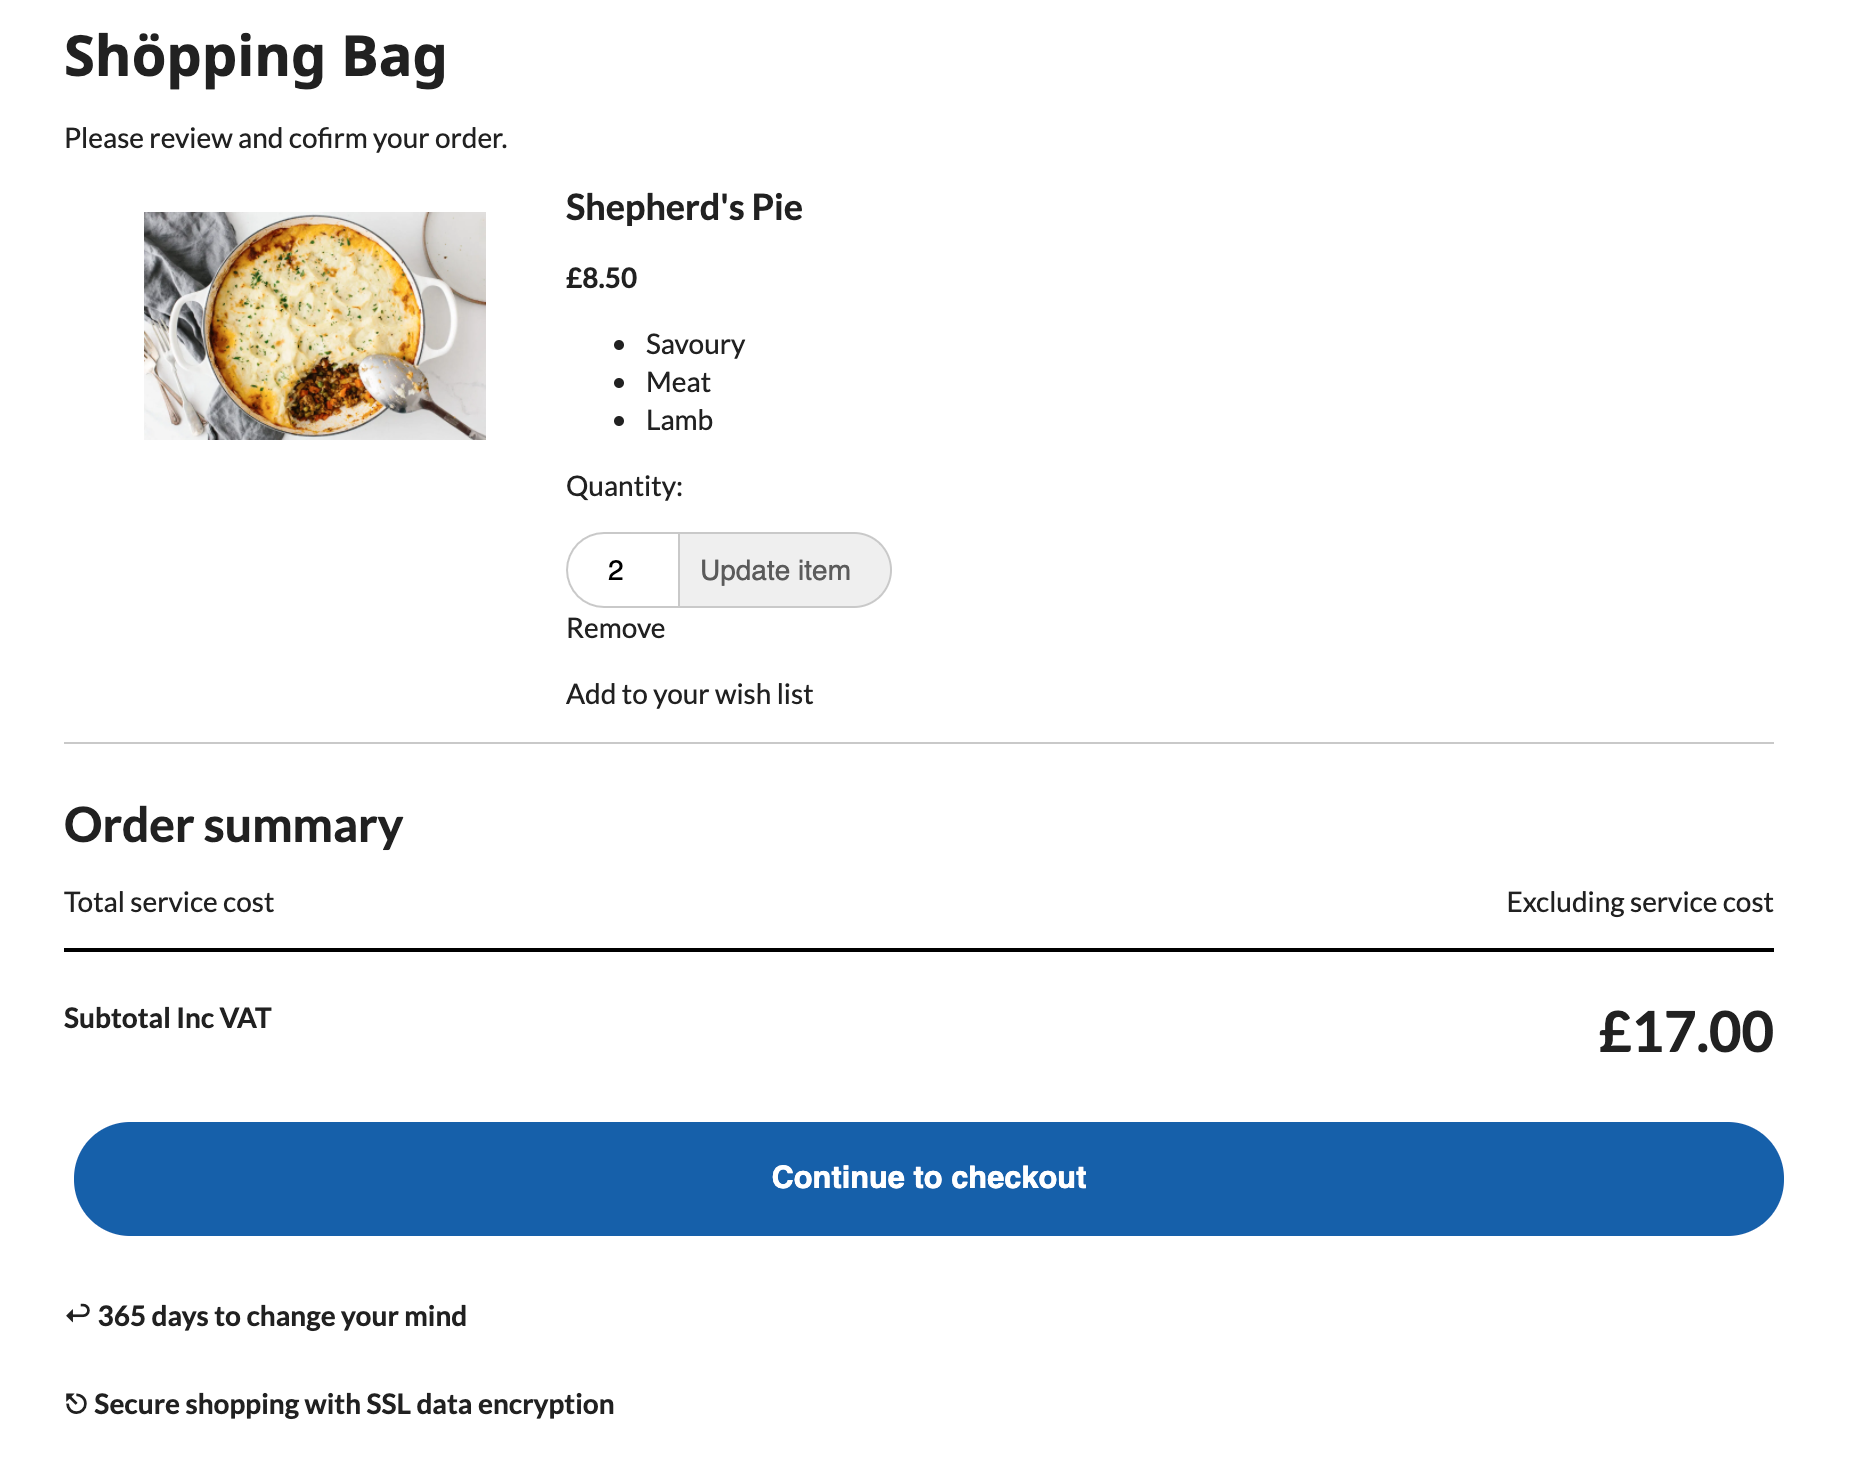 Shöpping Bag
Please review and cofirm your order.
Shepherd's Pie
£8.50
Savoury
Meat
Lamb
Quantity:
2 Update item
Remove
Add to your wish list
Order summary
Total service cost Excluding service cost
Subtotal Inc VAT £17.00
Continue to checkout
365 days to change your mind
Secure shopping with SSL data encryption